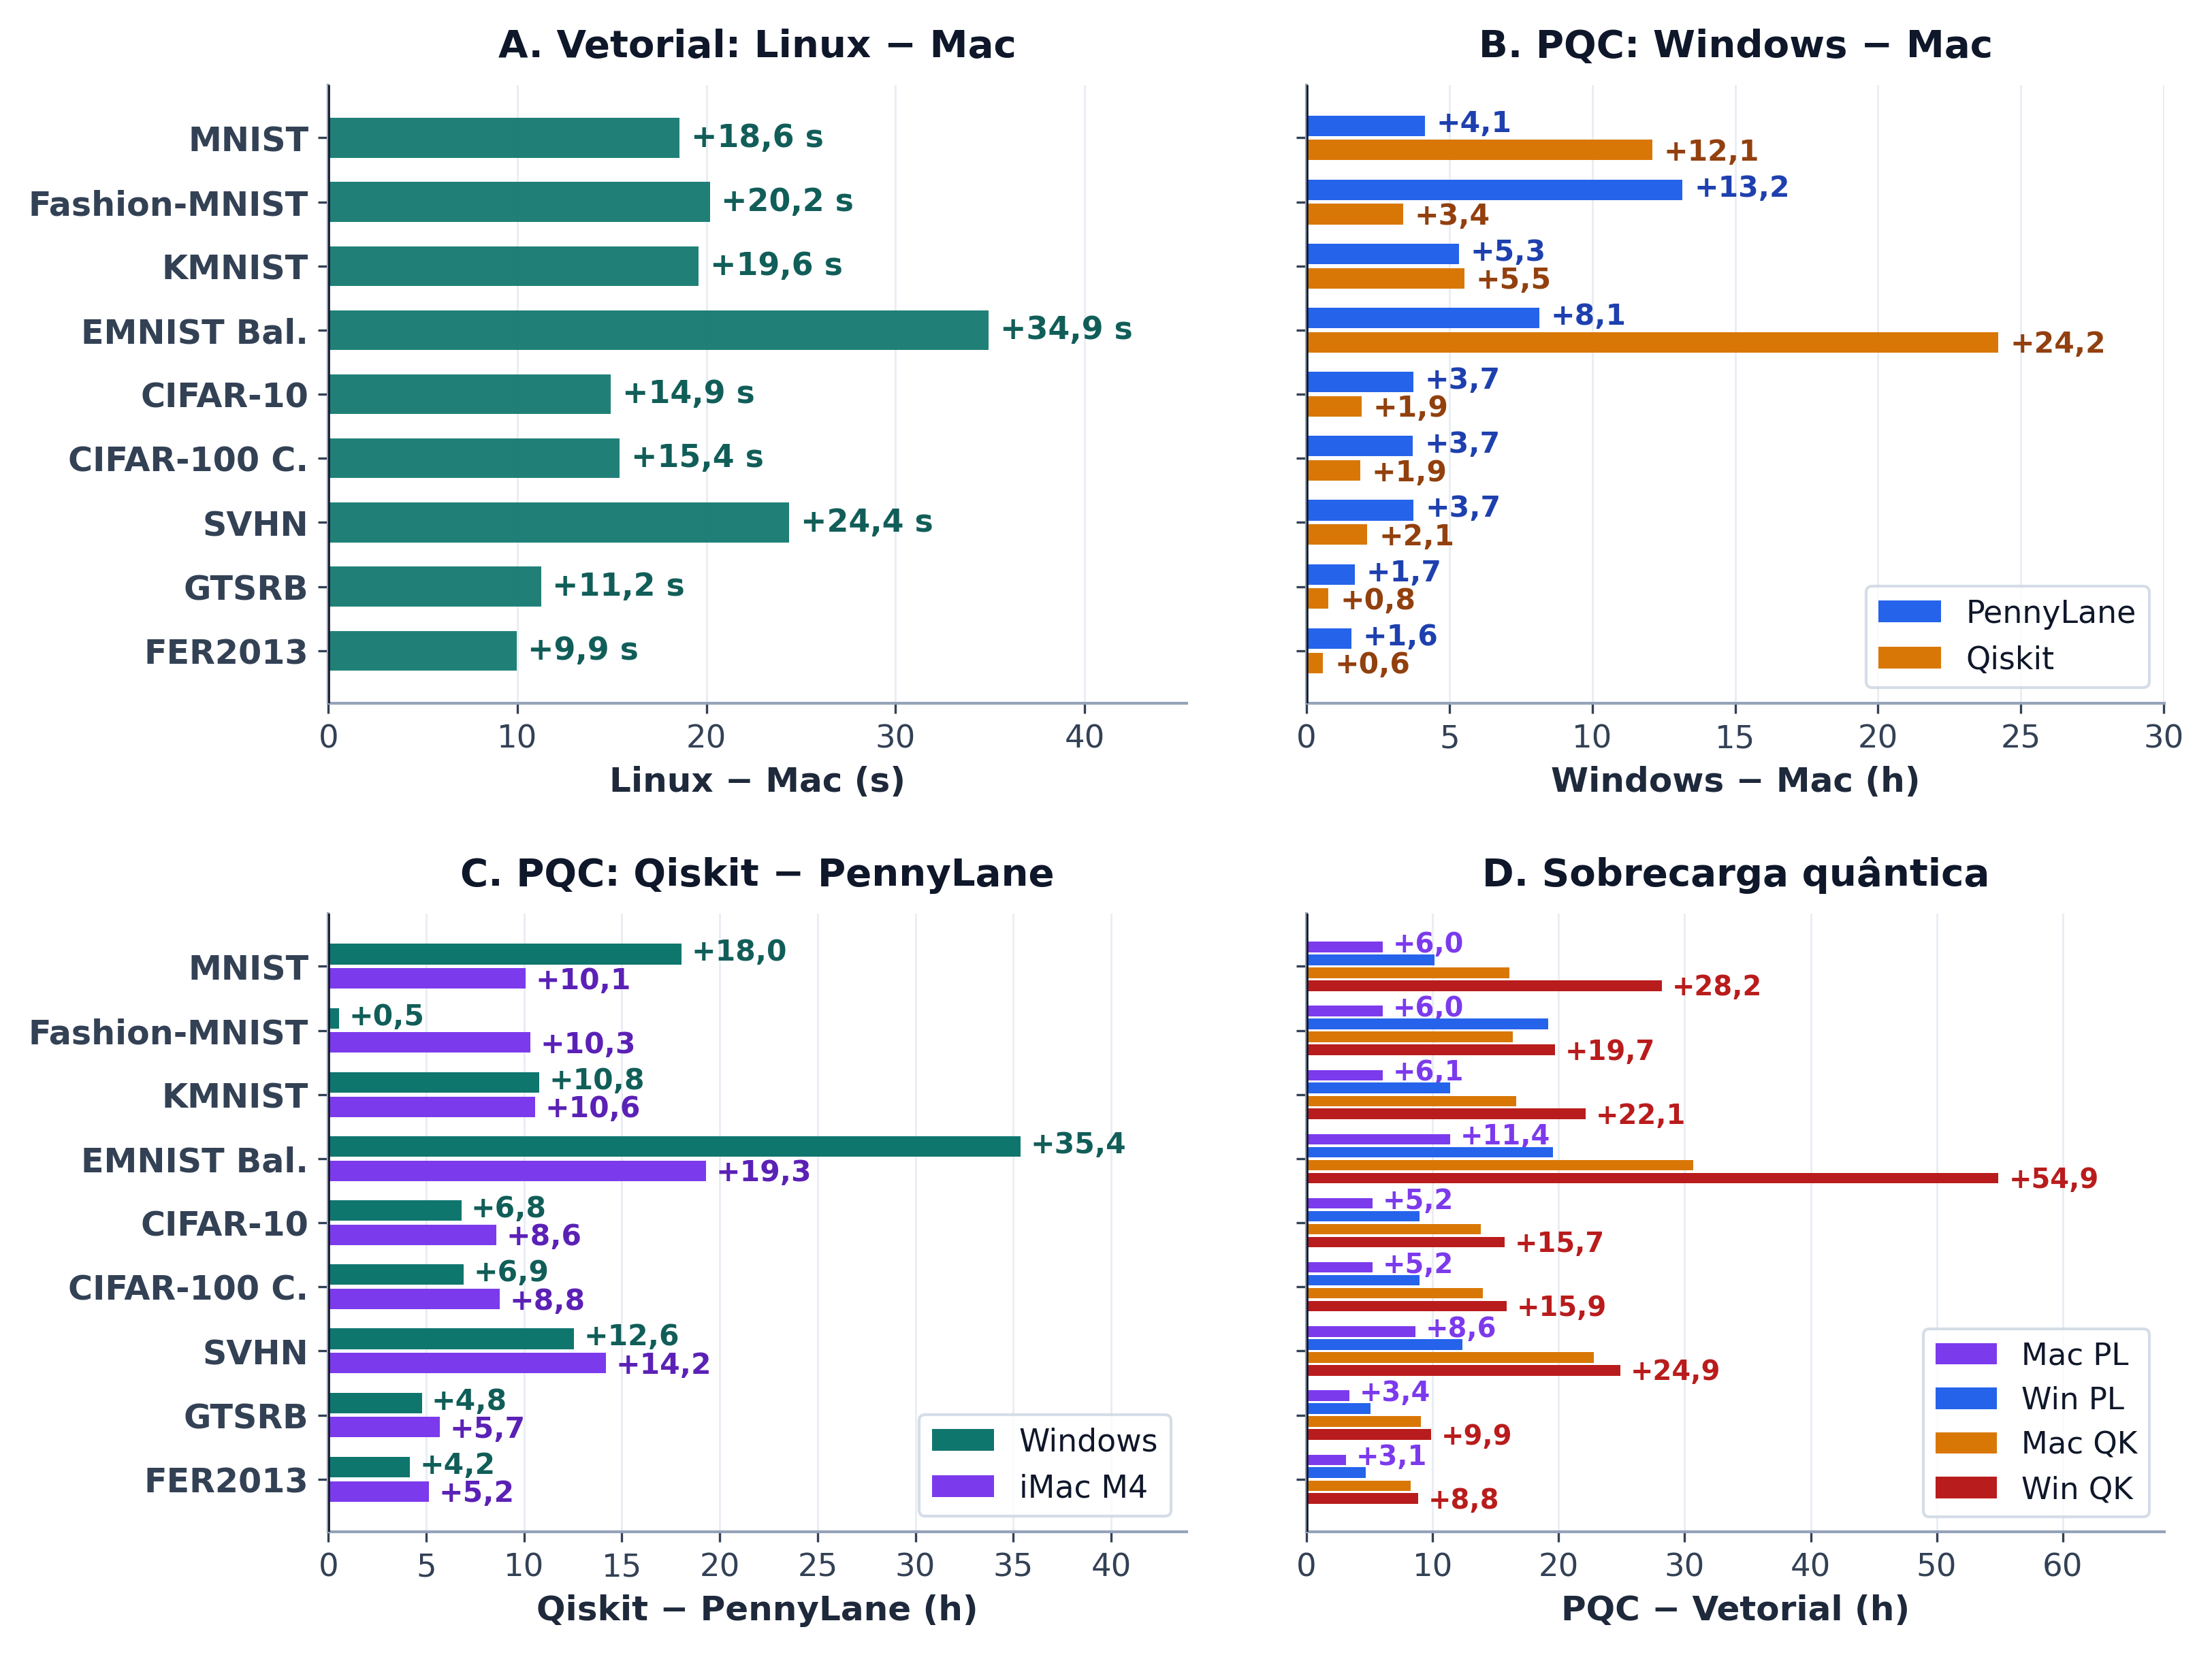 A. Vetorial: Linux − Mac
MNIST
+18,6 s
Fashion-MNIST
+20,2 s
KMNIST
+19,6 s
EMNIST Bal.
+34,9 s
CIFAR-10
+14,9 s
CIFAR-100 C.
+15,4 s
SVHN
+24,4 s
GTSRB
+11,2 s
FER2013
+9,9 s
0 10 20 30 40
Linux − Mac (s)
B. PQC: Windows − Mac
+4,1
+12,1
+13,2
+3,4
+5,3
+5,5
+8,1
+24,2
+3,7
+1,9
+3,7
+1,9
+3,7
+2,1
+1,7
+0,8
+1,6
+0,6
PennyLane
Qiskit
0 5 10 15 20 25 30
Windows − Mac (h)
C. PQC: Qiskit − PennyLane
MNIST
+18,0
+10,1
Fashion-MNIST
+0,5
+10,3
KMNIST
+10,8
+10,6
EMNIST Bal.
+35,4
+19,3
CIFAR-10
+6,8
+8,6
CIFAR-100 C.
+6,9
+8,8
SVHN
+12,6
+14,2
GTSRB
+4,8
+5,7
FER2013
+4,2
+5,2
Windows
iMac M4
0 5 10 15 20 25 30 35 40
Qiskit − PennyLane (h)
D. Sobrecarga quântica
+6,0
+28,2
+6,0
+19,7
+6,1
+22,1
+11,4
+54,9
+5,2
+15,7
+5,2
+15,9
+8,6
+24,9
+3,4
+9,9
+3,1
+8,8
Mac PL
Win PL
Mac QK
Win QK
0 10 20 30 40 50 60
PQC − Vetorial (h)